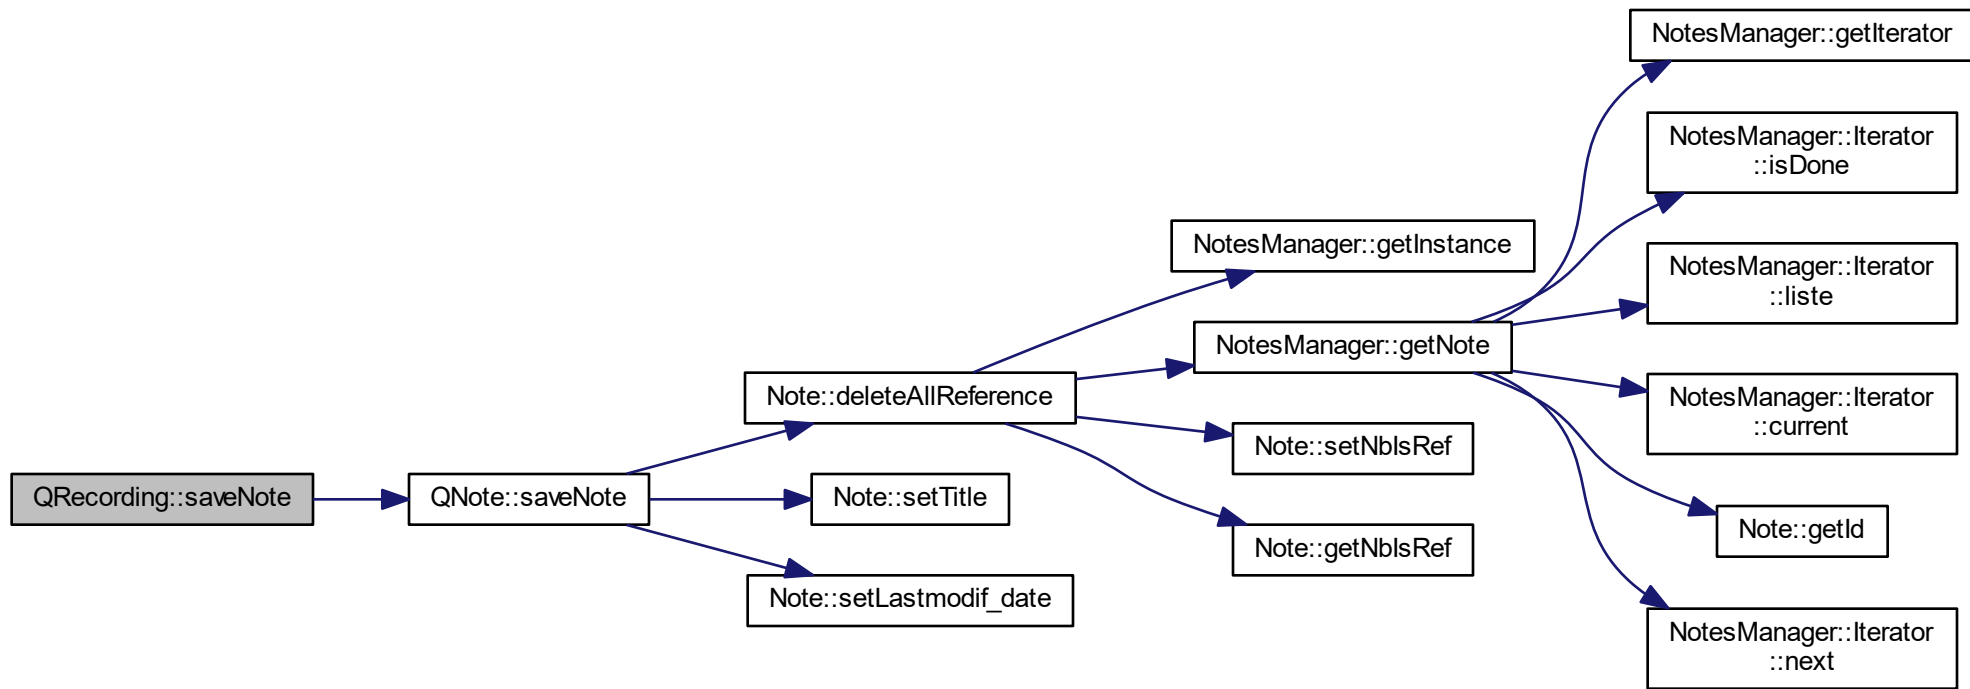 QRecording::saveNote
QNote::saveNote
Note::deleteAllReference
Note::setTitle
Note::setLastmodif_date
NotesManager::getInstance
NotesManager::getNote
Note::setNbIsRef
Note::getNbIsRef
NotesManager::getIterator
NotesManager::Iterator
::isDone
NotesManager::Iterator
::liste
NotesManager::Iterator
::current
Note::getId
NotesManager::Iterator
::next